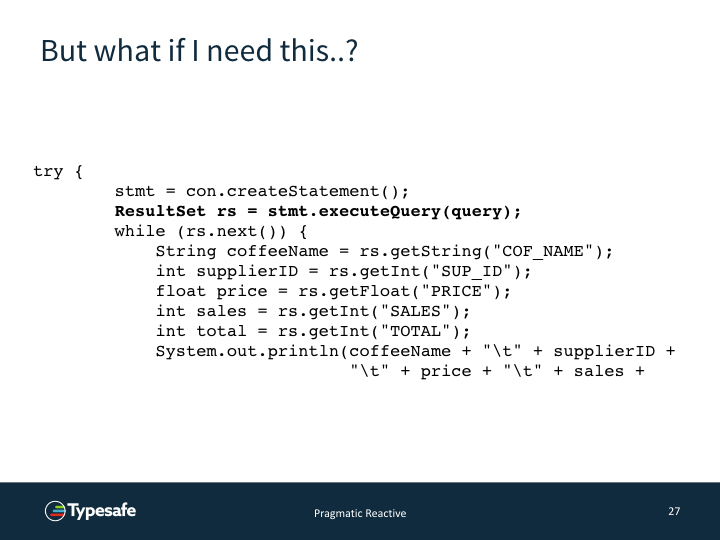 But what if I need this..?
try {
stmt = con.createStatement();
ResultSet rs = stmt.executeQuery(query);
while (rs.next()) {
String coffeeName = rs.getString("COF_NAME");
int supplierID = rs.getInt("SUP_ID");
float price = rs.getFloat("PRICE");
int sales = rs.getInt("SALES");
int total = rs.getInt("TOTAL");
System.out.println(coffeeName + "\t" + supplierID +
"\t" + price + "\t" + sales +
Typesafe
Pragmatic Reactive
27